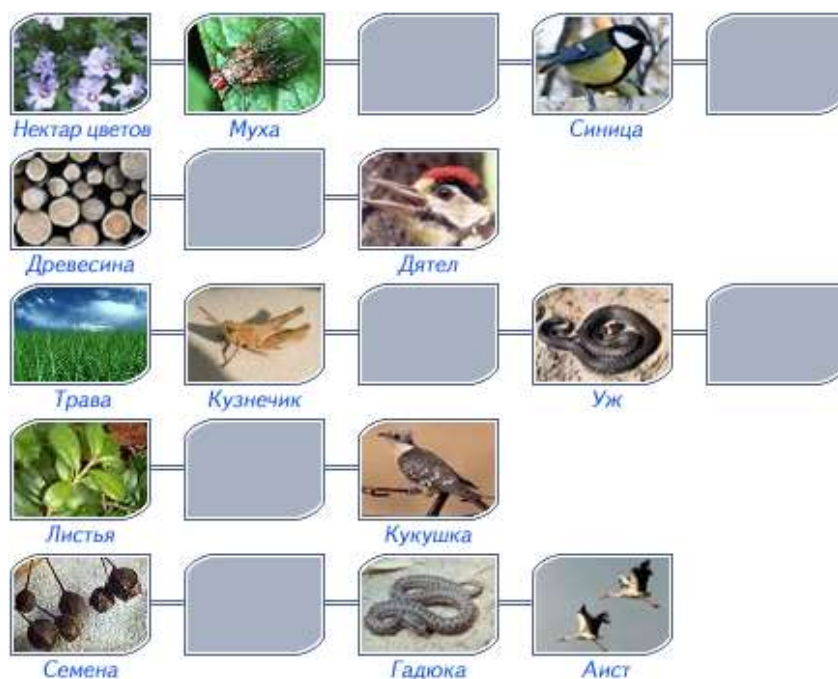 Нектар цветов Муха Синица
Древесина Дятел
Трава Кузнечик Уж
Листья Кукушка
Семена Гадюка Аист